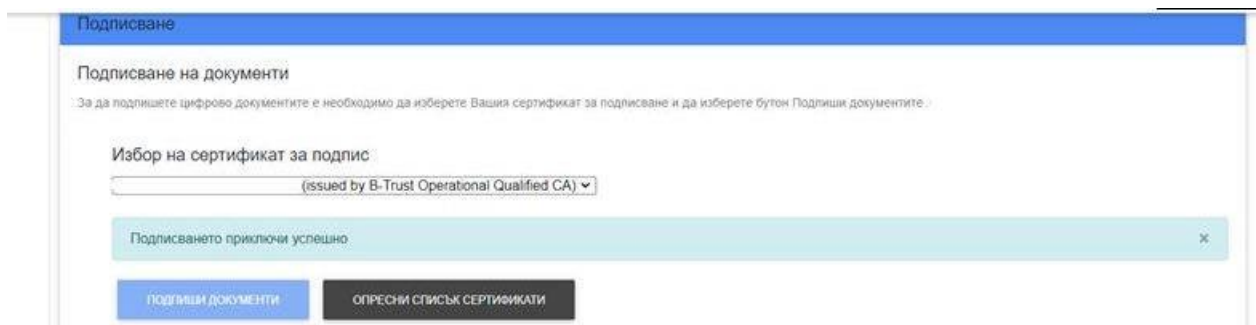 Подписване
Подписване на документи
За да подпишете цифрово документите е необходимо да изберете Вашия сертификат за подписване и да изберете бутон Подпиши документите.
Избор на сертификат за подпис
(issued by B-Trust Operational Qualified CA)
Подписването приключи успешно
×
ПОДПИШИ ДОКУМЕНТИ ОПРЕСНИ СПИСЪК СЕРТИФИКАТИ